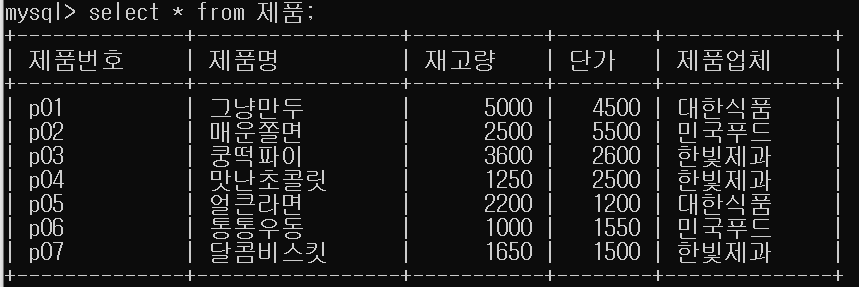 mysql> select * from 제품;
+--------------+------------------+-----------+--------+--------------+
| 제품번호 | 제품명 | 재고량 | 단가 | 제품업체 |
+--------------+------------------+-----------+--------+--------------+
| p01 | 그냥만두 | 5000 | 4500 | 대한식품 |
| p02 | 매운쫄면 | 2500 | 5500 | 민국푸드 |
| p03 | 쿵떡파이 | 3600 | 2600 | 한빛제과 |
| p04 | 맛난초콜릿 | 1250 | 2500 | 한빛제과 |
| p05 | 얼큰라면 | 2200 | 1200 | 대한식품 |
| p06 | 통통우동 | 1000 | 1550 | 민국푸드 |
| p07 | 달콤비스킷 | 1650 | 1500 | 한빛제과 |
+--------------+------------------+-----------+--------+--------------+